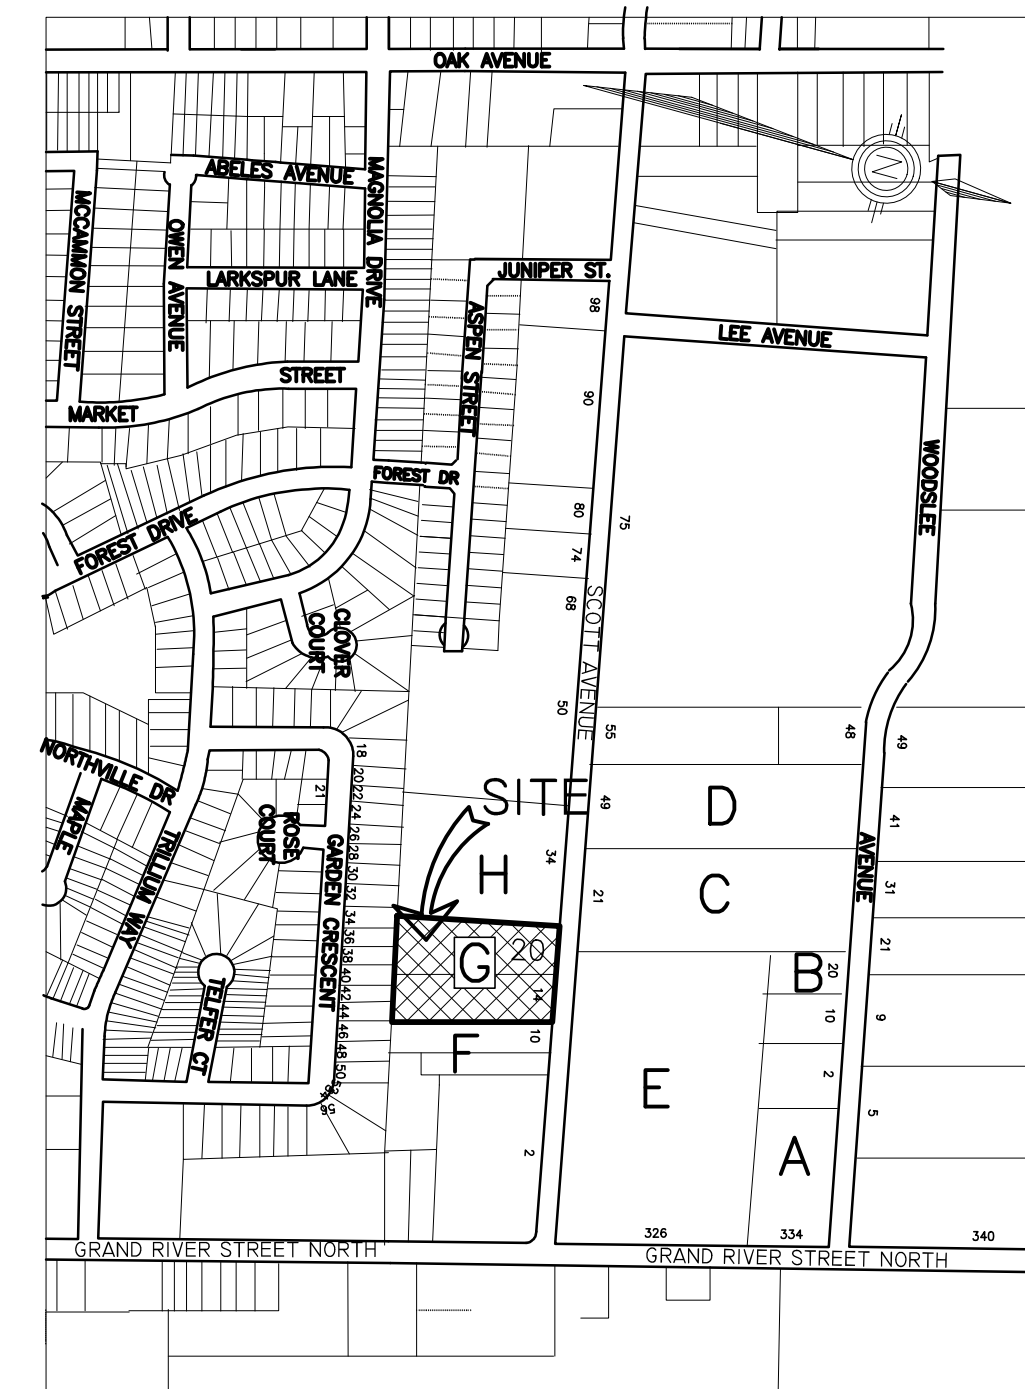 OAK AVENUE
ABELES AVENUE
MAGNOLIA DRIVE
N
MCCAMMON STREET
OWEN AVENUE
LARKSPUR LANE
JUNIPER ST.
ASPEN STREET
98
LEE AVENUE
STREET
MARKET
90
WOODSLEE
FOREST DR
80
75
FOREST DRIVE
74
68
SCOTT AVENUE
CLOVER
COURT
50
55
48
49
NORTHVILLE DR
18
20
22
24
26
28
30
32
34
36
38
40
42
44
46
48
50
52
21
SITE
49
D
41
MAPLE
ROSE
COURT
GARDEN CRESCENT
TRILLIUM WAY
34
H
AVENUE
C
21
31
G
20
21
B
20
TELFER CT
14
10
9
10
F
E
2
5
2
A
326
334
340
GRAND RIVER STREET NORTH
GRAND RIVER STREET NORTH